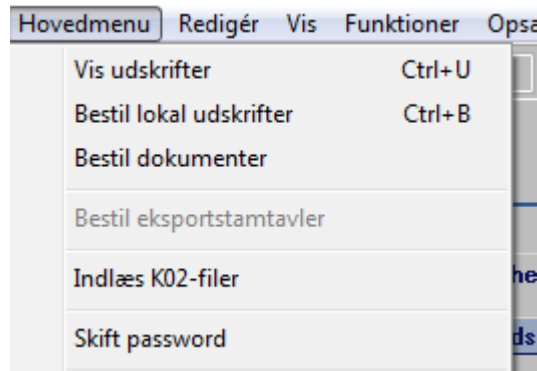 Hovedmenu Redigér Vis Funktioner
Vis udskrifter Ctrl+U
Bestil lokal udskrifter Ctrl+B
Bestil dokumenter
Bestil eksportstamtavler
Indlæs K02-filer
Skift password